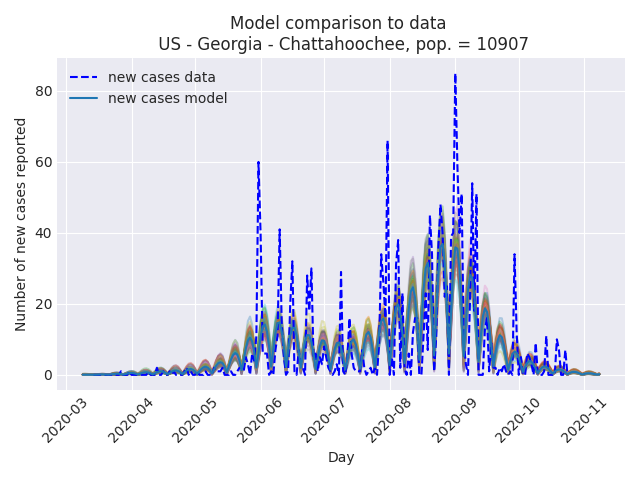 Model comparison to data
US - Georgia - Chattahoochee, pop. = 10907
new cases data
new cases model
Number of new cases reported
80
60
40
20
0
2020-03
2020-04
2020-05
2020-06
2020-07
2020-08
2020-09
2020-10
2020-11
Day